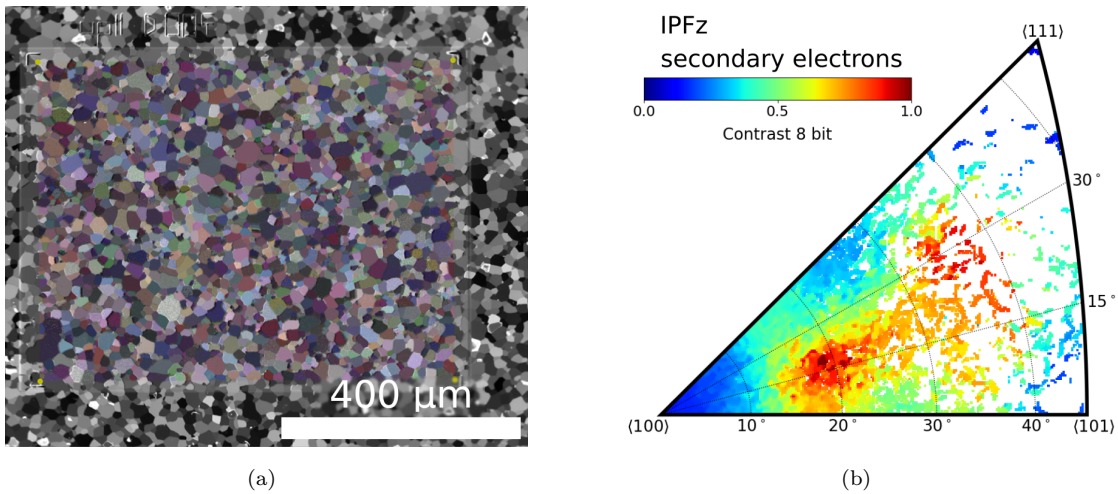 400 µm
(a)
IPFz
secondary electrons
0.0 0.5 1.0
Contrast 8 bit
⟨111⟩
30°
15°
⟨100⟩ 10° 20° 30° 40° ⟨101⟩
(b)